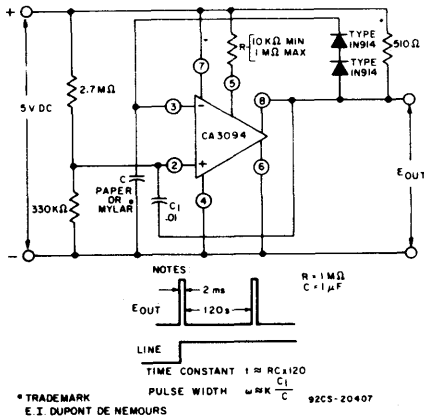 +
10KΩ MIN
1MΩ MAX
R
TYPE
IN914
TYPE
IN914
510Ω
7
5
2.7MΩ
3
−
8
5V DC
CA3094
2
+
6
4
C
PAPER
OR
MYLAR*
C1
.01
330KΩ
EOUT
−
NOTES
R = 1MΩ
C = 1μF
2 ms
EOUT
120s
LINE
TIME CONSTANT t ≈ RC x 120
PULSE WIDTH ω ≈ K C1/C
92CS-20407
* TRADEMARK
E.I. DUPONT DE NEMOURS